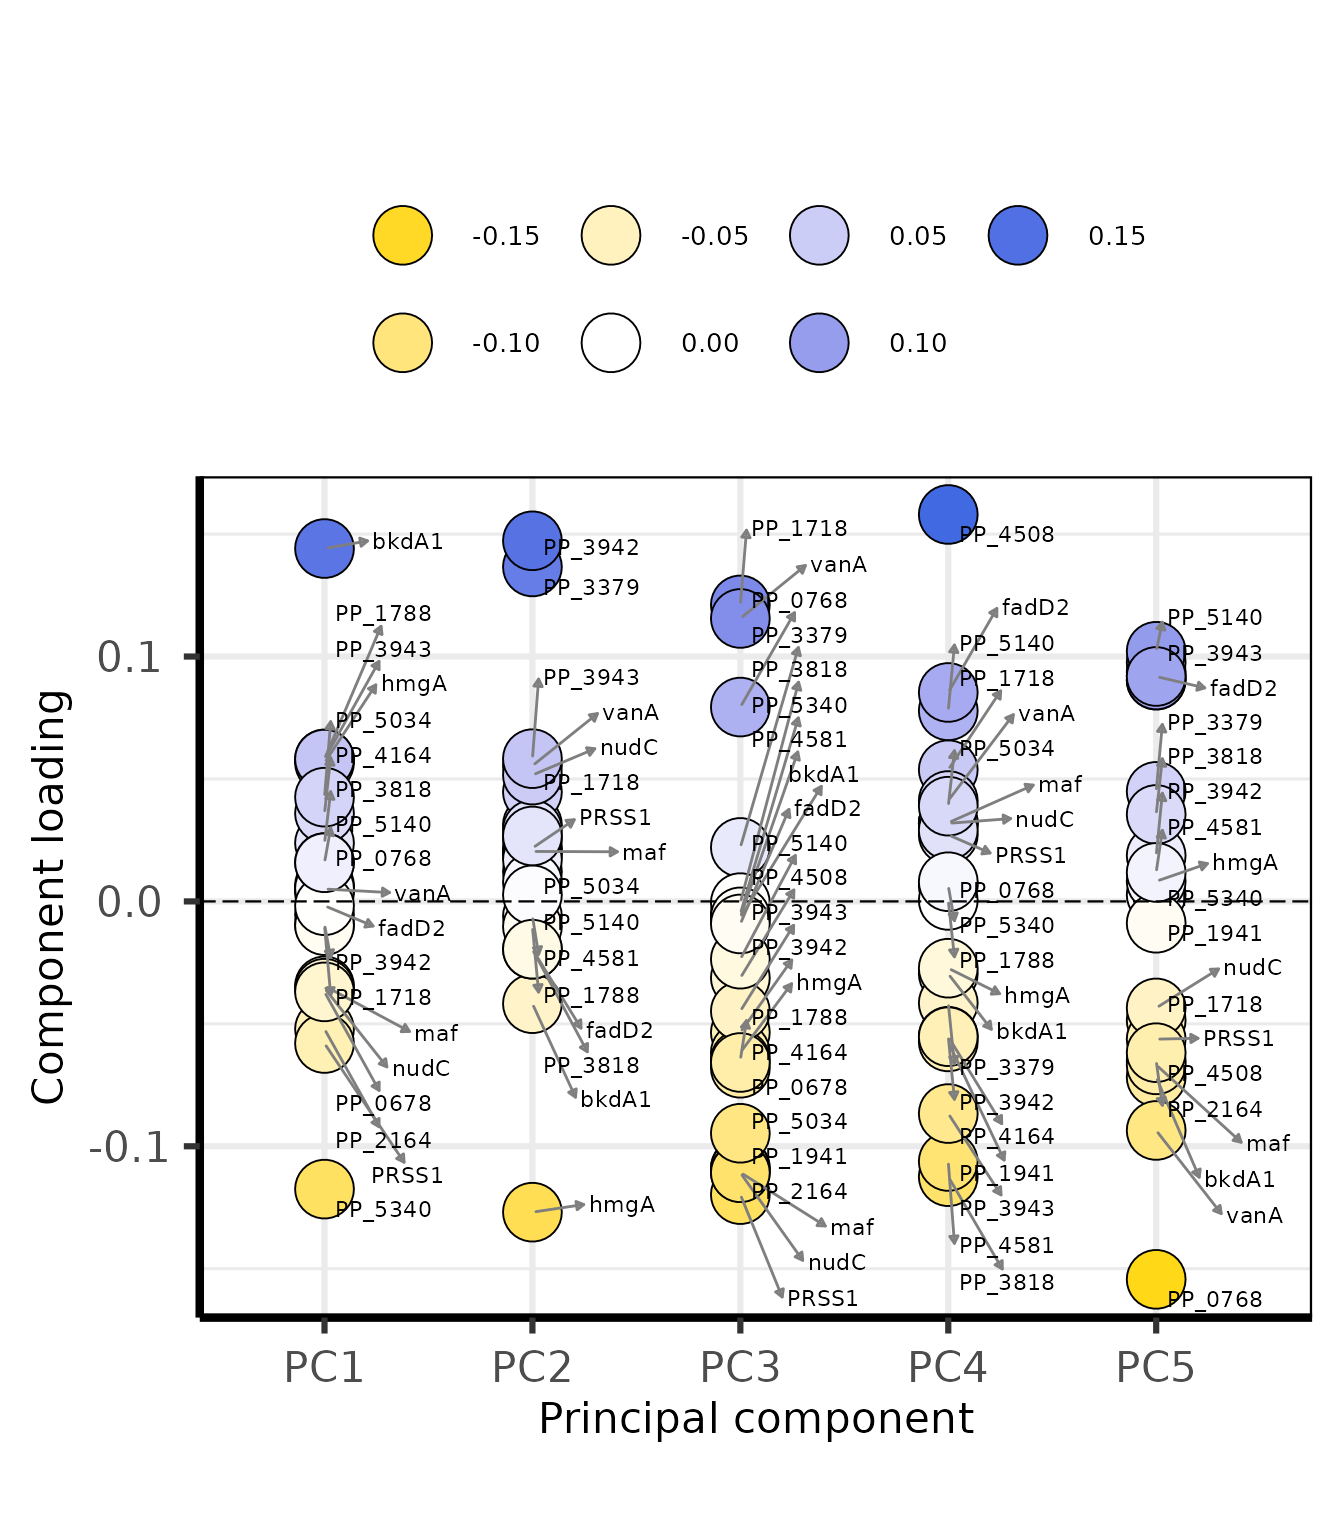 -0.15
-0.05
0.05
0.15
-0.10
0.00
0.10
Component loading
0.1
0.0
-0.1
bkdA1
PP_1788
PP_3943
hmgA
PP_5034
PP_4164
PP_3818
PP_5140
PP_0768
vanA
fadD2
PP_3942
PP_1718
maf
nudC
PP_0678
PP_2164
PRSS1
PP_5340
PP_3942
PP_3379
PP_3943
vanA
nudC
PP_1718
PRSS1
maf
PP_5034
PP_5140
PP_4581
PP_1788
fadD2
PP_3818
bkdA1
hmgA
PP_1718
vanA
PP_0768
PP_3379
PP_3818
PP_5340
PP_4581
bkdA1
fadD2
PP_5140
PP_4508
PP_3943
PP_3942
hmgA
PP_1788
PP_4164
PP_0678
PP_5034
PP_1941
PP_2164
maf
nudC
PRSS1
PP_4508
fadD2
PP_5140
PP_1718
vanA
PP_5034
maf
nudC
PRSS1
PP_0768
PP_5340
PP_1788
hmgA
bkdA1
PP_3379
PP_3942
PP_4164
PP_1941
PP_3943
PP_4581
PP_3818
PP_5140
PP_3943
fadD2
PP_3379
PP_3818
PP_3942
PP_4581
hmgA
PP_5340
PP_1941
nudC
PP_1718
PRSS1
PP_4508
PP_2164
maf
bkdA1
vanA
PP_0768
PC1
PC2
PC3
PC4
PC5
Principal component